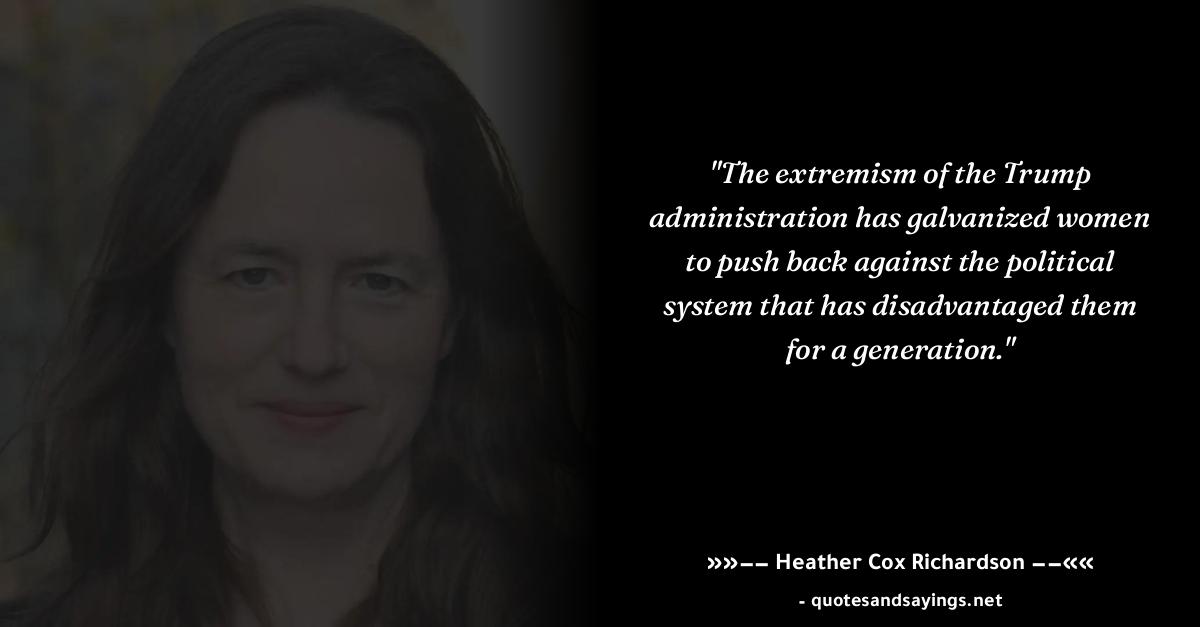 "The extremism of the Trump
administration has galvanized women
to push back against the political
system that has disadvantaged them
for a generation."
»»−− Heather Cox Richardson −−««
- quotesandsayings.net